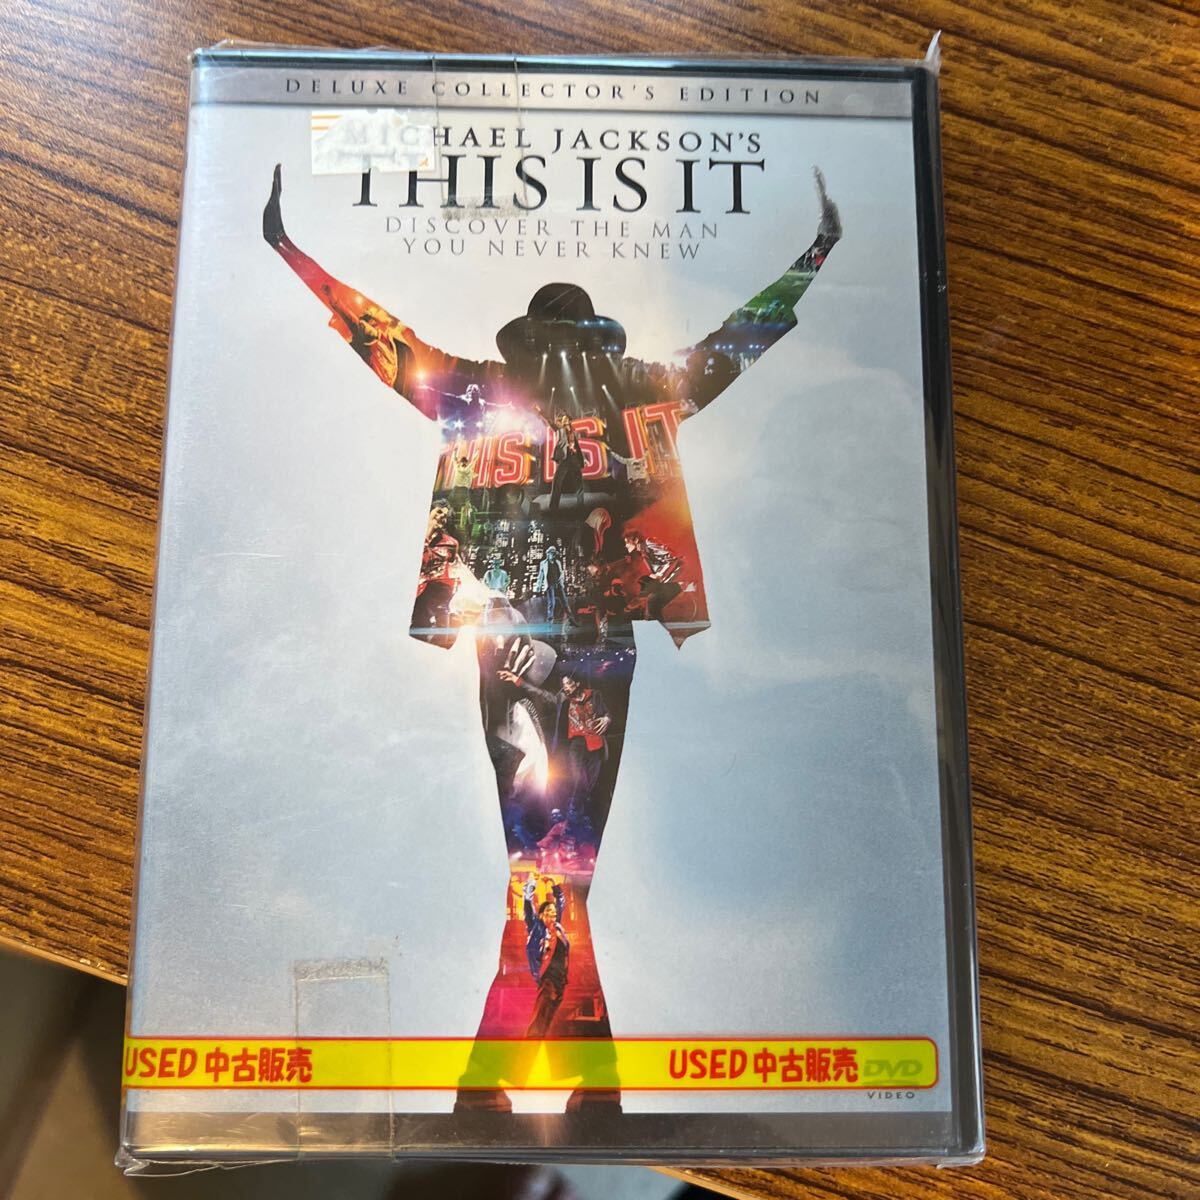 DELUXE COLLECTOR'S EDITION
MICHAEL JACKSON'S
THIS IS IT
DISCOVER THE MAN
YOU NEVER KNEW
THIS IS IT
USED 中古販売
USED 中古販売
DVD
VIDEO